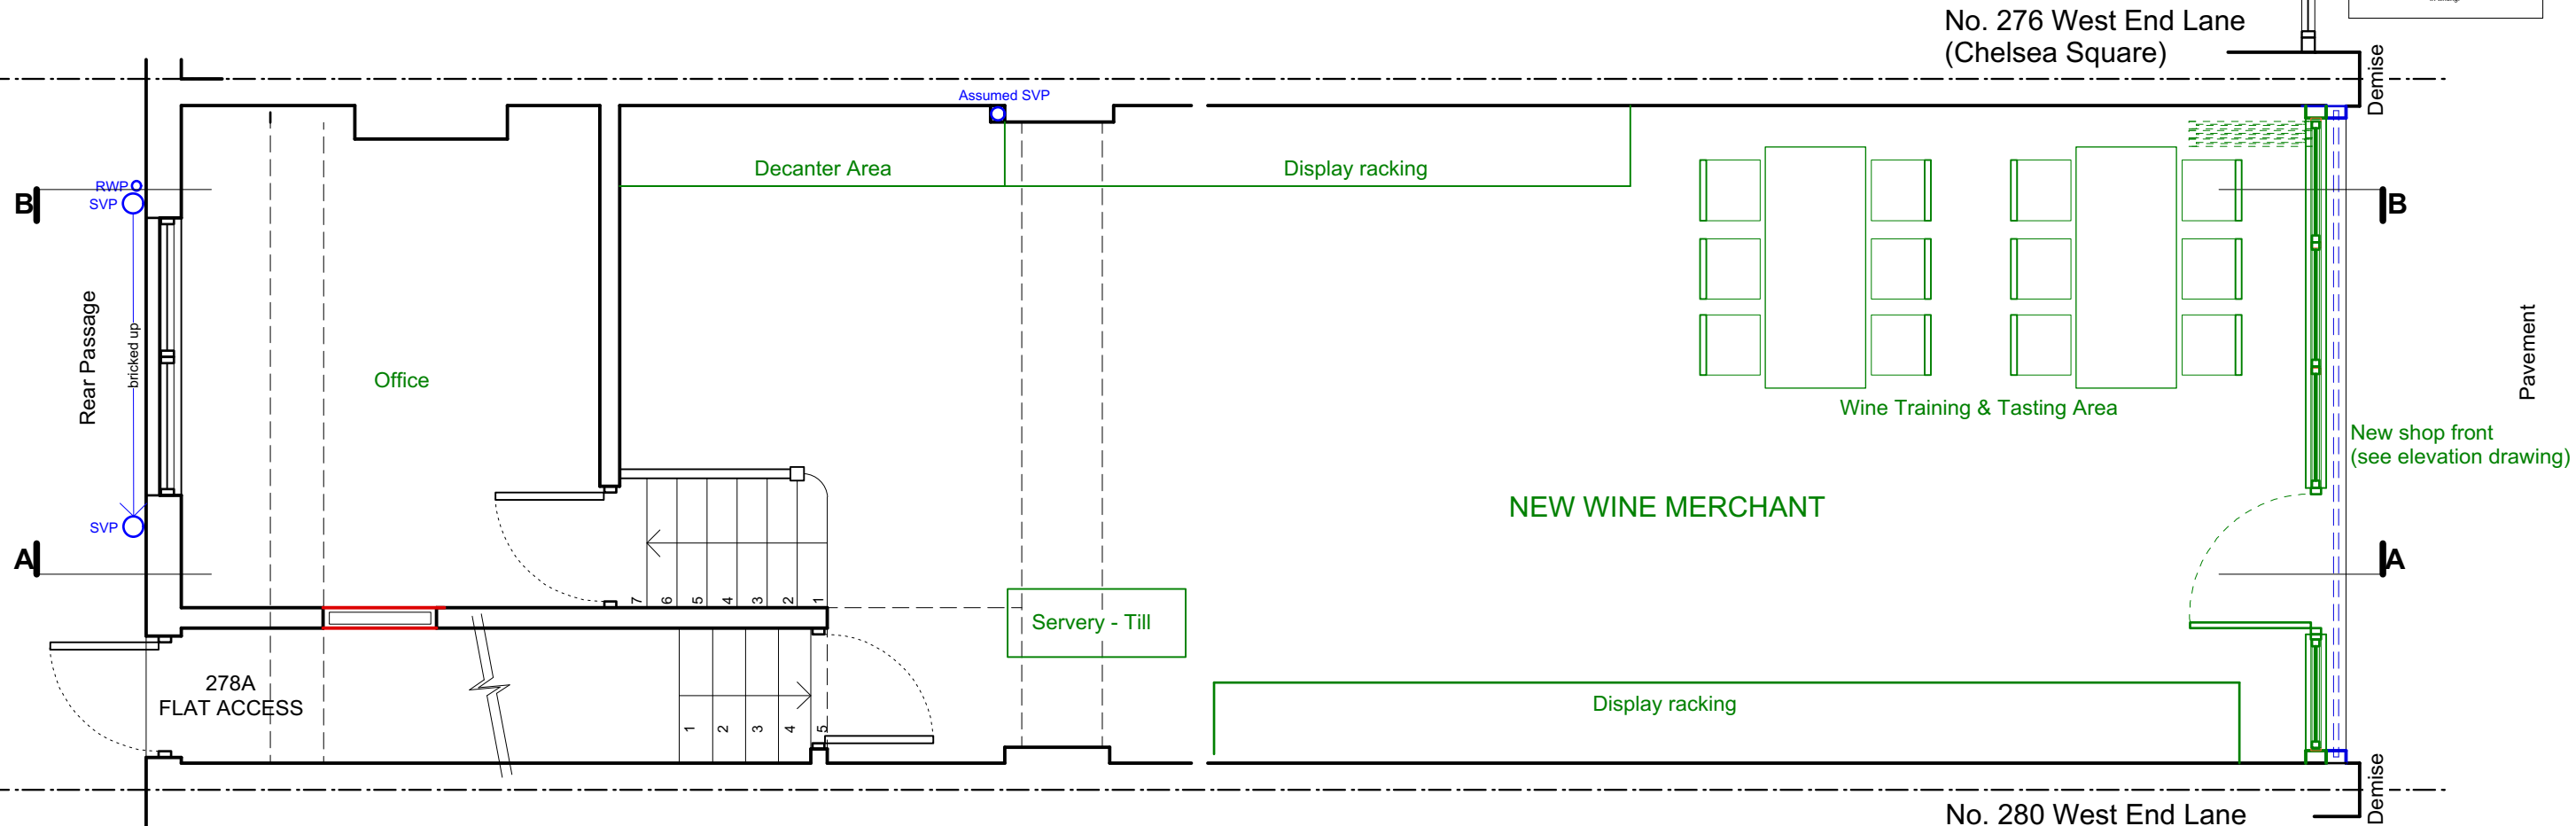 No. 276 West End Lane
(Chelsea Square)
Demise
Assumed SVP
Decanter Area
Display racking
RWP
SVP
B
B
Rear Passage
bricked up
Office
Wine Training & Tasting Area
Pavement
New shop front
(see elevation drawing)
NEW WINE MERCHANT
SVP
A
A
7
6
5
4
3
2
1
Servery - Till
278A
FLAT ACCESS
1
2
3
4
5
Display racking
Demise
No. 280 West End Lane